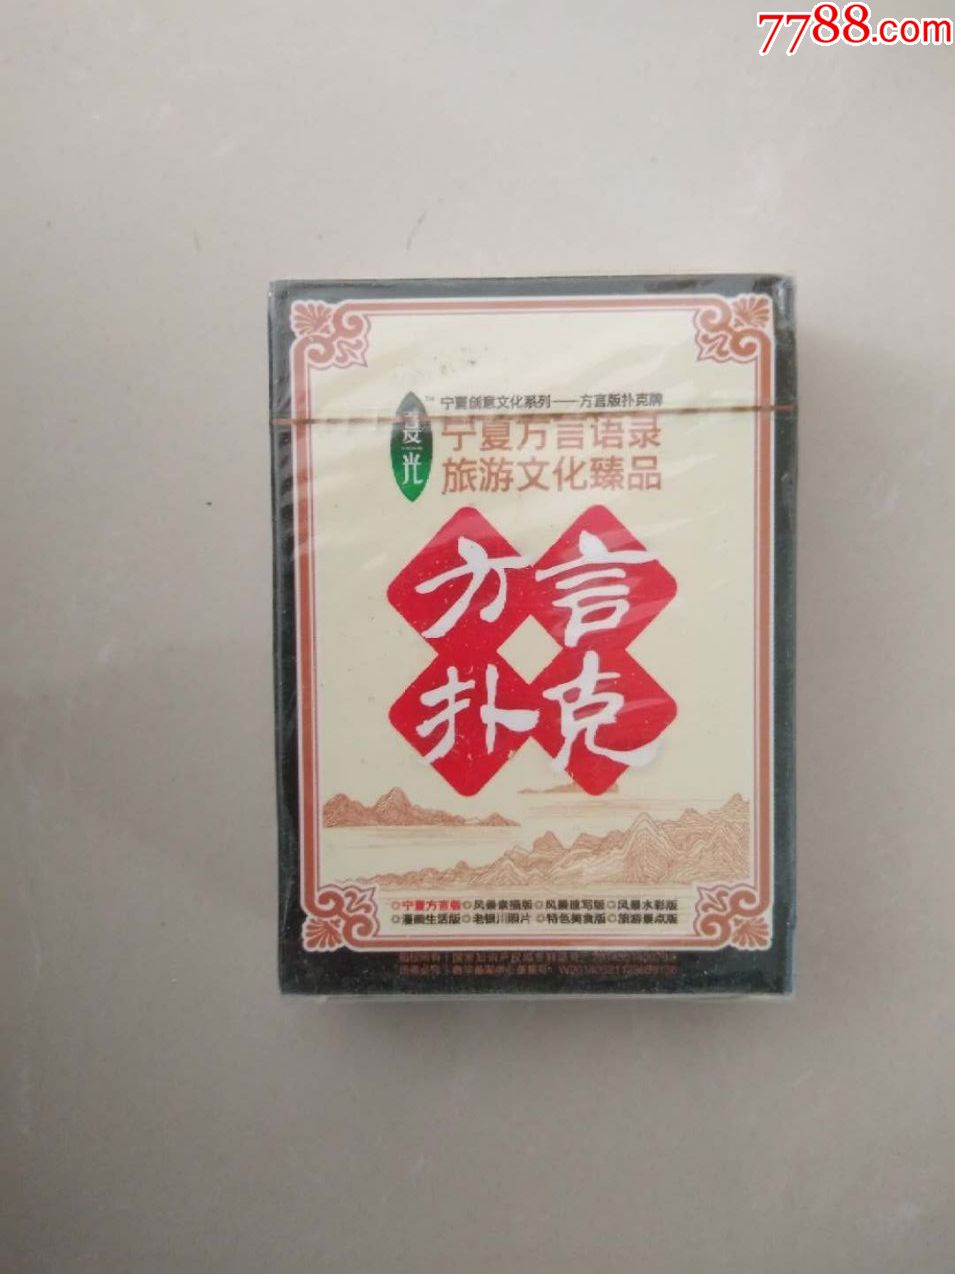 7788.com
宁夏创意文化系列——方言版扑克牌
夏光
TM
宁夏方言语录
旅游文化臻品
方言
扑克
◎宁夏方言版◎风景素描版◎风景速写版◎风景水彩版
◎漫画生活版◎老银川照片◎特色美食版◎旅游景点版